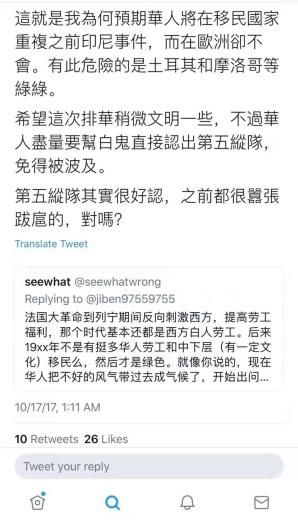 這就是我為何預期華人將在移民國家
重複之前印尼事件，而在歐洲卻不
會。有此危險的是土耳其和摩洛哥等
綠綠。
希望這次排華稍微文明一些，不過華
人盡量要幫白鬼直接認出第五縱隊，
免得被波及。
第五縱隊其實很好認，之前都很囂張
跋扈的，對嗎？
Translate Tweet
seewhat @seewhatwrong
Replying to @jiben97559755
法国大革命到列宁期间反向刺激西方，提高劳工
福利，那个时代基本还都是西方白人劳工。后来
19xx年不是有挺多华人劳工和中下层（有一定文
化）移民么，然后才是绿色。就像你说的，现在
华人把不好的风气带过去成气候了，开始出问...
10/17/17, 1:11 AM
10 Retweets 26 Likes
Tweet your reply